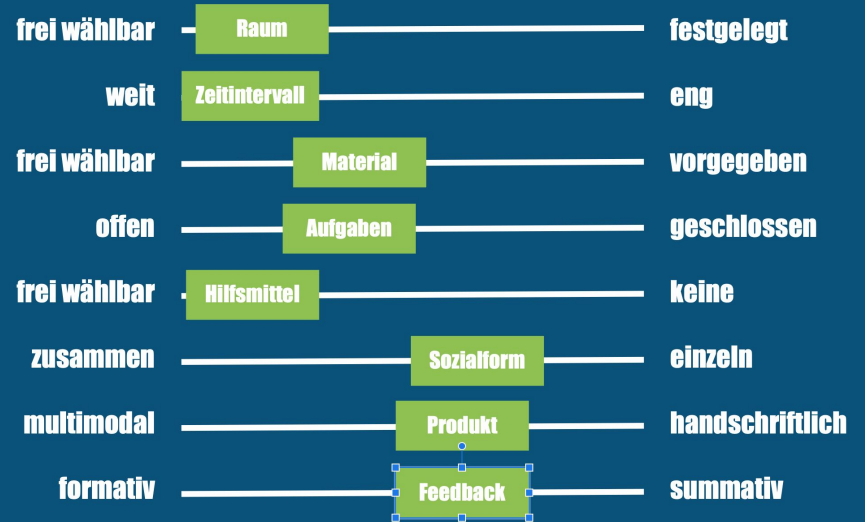 frei wählbar Raum festgelegt
weit Zeitintervall eng
frei wählbar Material vorgegeben
offen Aufgaben geschlossen
frei wählbar Hilfsmittel keine
zusammen Sozialform einzeln
multimodal Produkt handschriftlich
formativ Feedback summativ